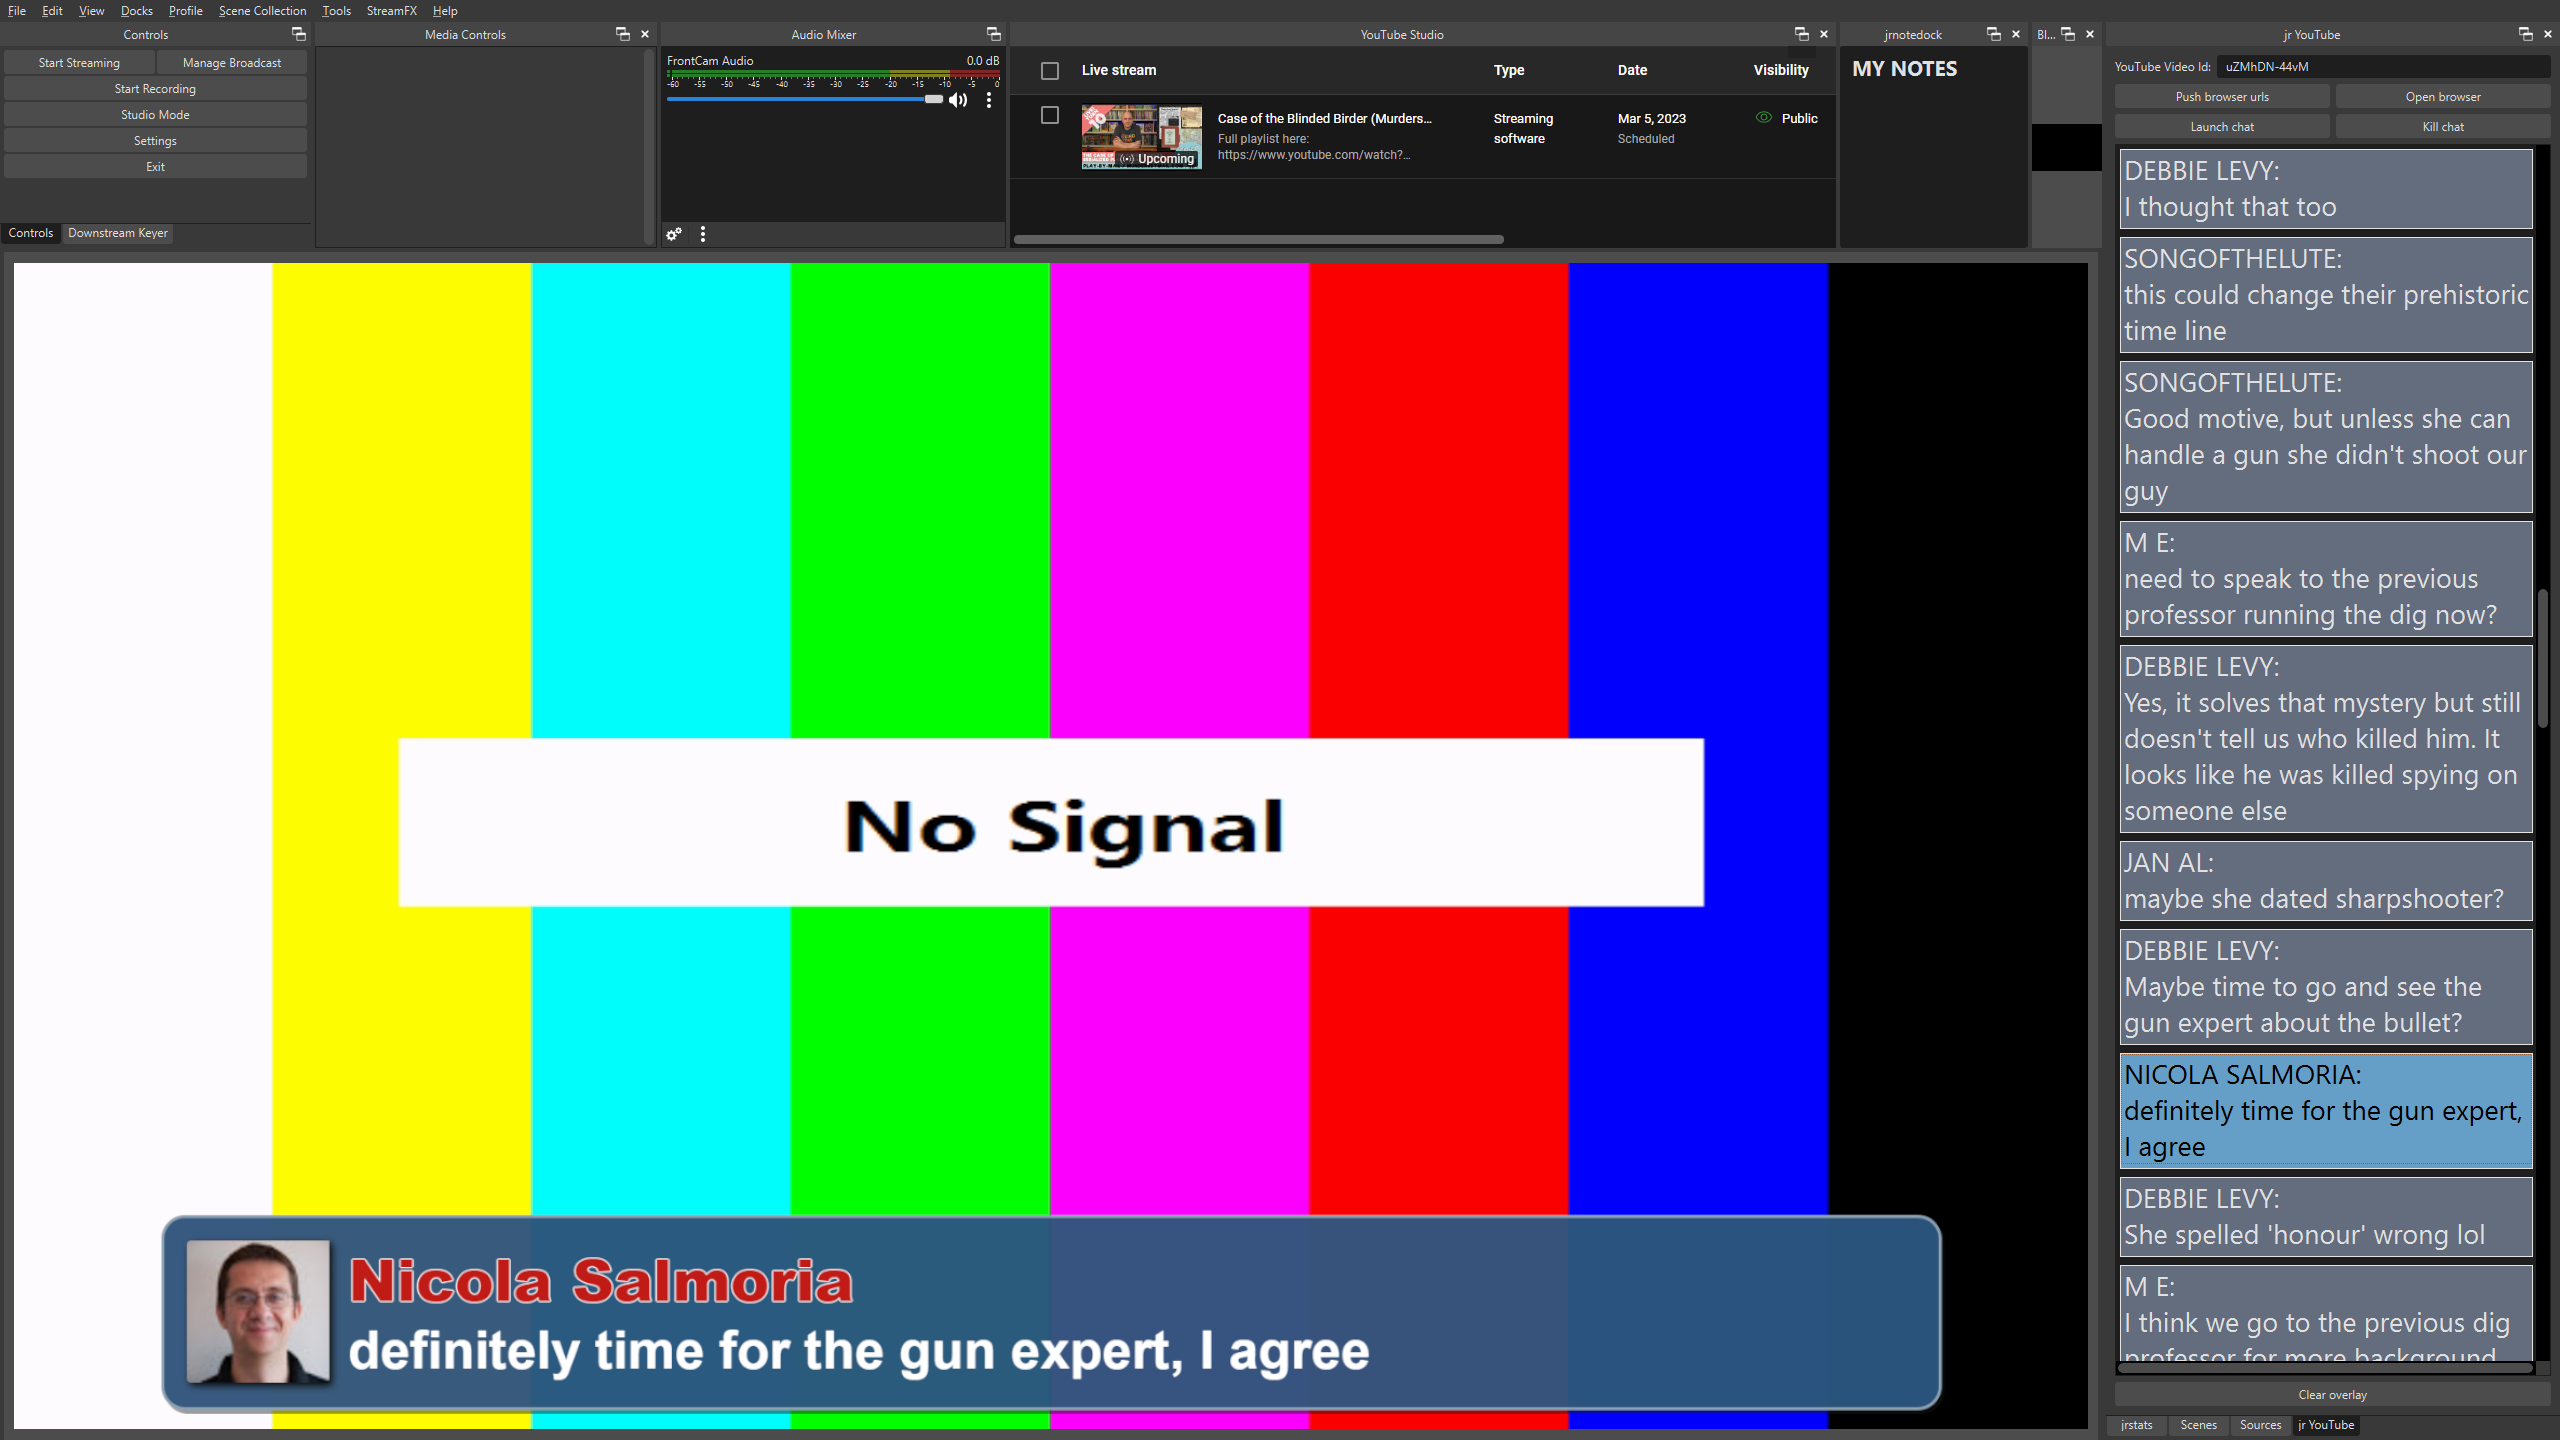 File Edit View Docks Profile Scene Collection Tools StreamFX Help
Controls
Start Streaming Manage Broadcast
Start Recording
Studio Mode
Settings
Exit
Controls Downstream Keyer
Media Controls
Audio Mixer
FrontCam Audio 0.0 dB
-60 -55 -50 -45 -40 -35 -30 -25 -20 -15 -10 -5 0
YouTube Studio
Live stream Type Date Visibility
Case of the Blinded Birder (Murders... Streaming software Mar 5, 2023 Public
Full playlist here: Scheduled
https://www.youtube.com/watch?...
Upcoming
jrnotedock
MY NOTES
Bl...
jr YouTube
YouTube Video Id: uZMhDN-44vM
Push browser urls Open browser
Launch chat Kill chat
DEBBIE LEVY:
I thought that too
SONGOFTHELUTE:
this could change their prehistoric
time line
SONGOFTHELUTE:
Good motive, but unless she can
handle a gun she didn't shoot our
guy
M E:
need to speak to the previous
professor running the dig now?
DEBBIE LEVY:
Yes, it solves that mystery but still
doesn't tell us who killed him. It
looks like he was killed spying on
someone else
JAN AL:
maybe she dated sharpshooter?
DEBBIE LEVY:
Maybe time to go and see the
gun expert about the bullet?
NICOLA SALMORIA:
definitely time for the gun expert,
I agree
DEBBIE LEVY:
She spelled 'honour' wrong lol
M E:
I think we go to the previous dig
professor for more background
Clear overlay
jrstats Scenes Sources jr YouTube
No Signal
Nicola Salmoria
definitely time for the gun expert, I agree